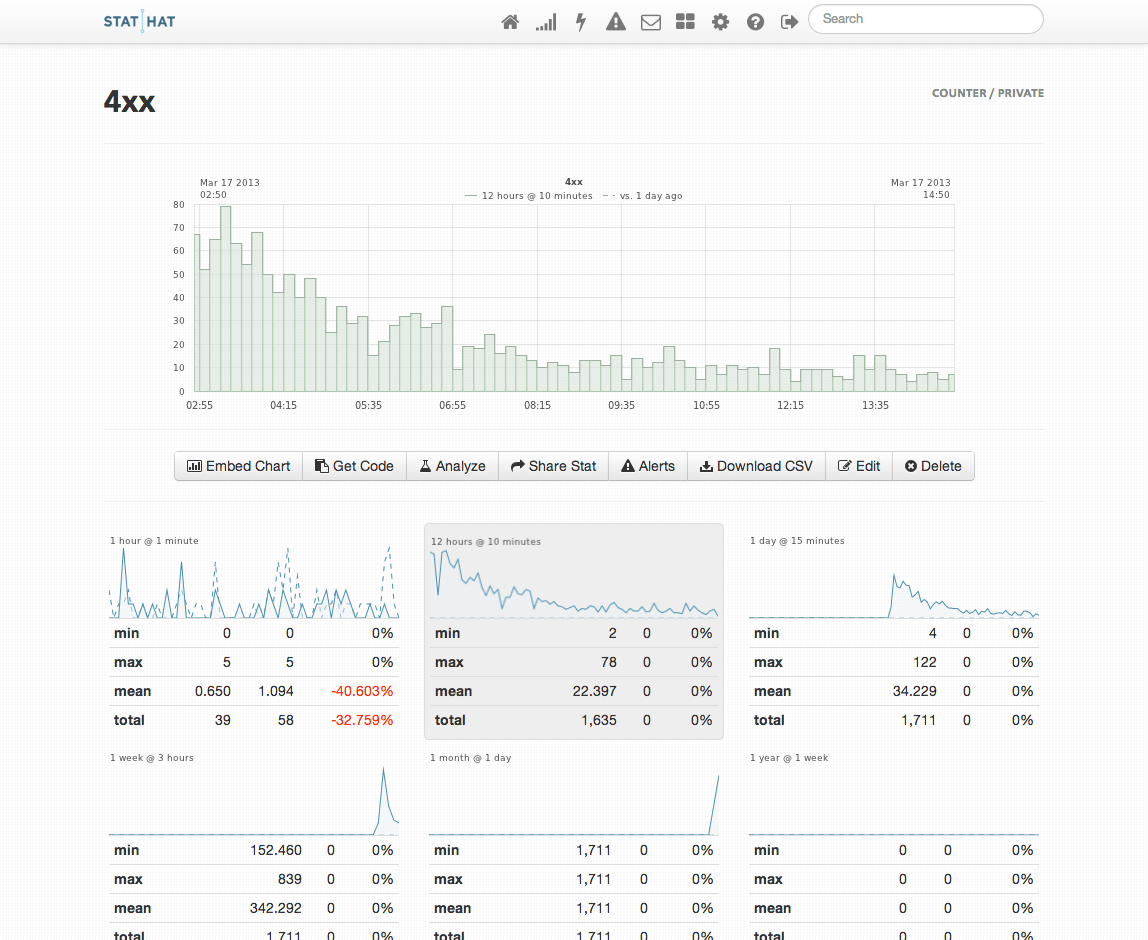 STAT HAT
Search
4xx
COUNTER / PRIVATE
Mar 17 2013 4xx Mar 17 2013
02:50 12 hours @ 10 minutes vs. 1 day ago 14:50
80
70
60
50
40
30
20
10
0
02:55 04:15 05:35 06:55 08:15 09:35 10:55 12:15 13:35
Embed Chart Get Code Analyze Share Stat Alerts Download CSV Edit Delete
1 hour @ 1 minute
min 0 0 0%
max 5 5 0%
mean 0.650 1.094 -40.603%
total 39 58 -32.759%
12 hours @ 10 minutes
min 2 0 0%
max 78 0 0%
mean 22.397 0 0%
total 1,635 0 0%
1 day @ 15 minutes
min 4 0 0%
max 122 0 0%
mean 34.229 0 0%
total 1,711 0 0%
1 week @ 3 hours
min 152.460 0 0%
max 839 0 0%
mean 342.292 0 0%
total 1,711 0 0%
1 month @ 1 day
min 1,711 0 0%
max 1,711 0 0%
mean 1,711 0 0%
total 1,711 0 0%
1 year @ 1 week
min 0 0 0%
max 0 0 0%
mean 0 0 0%
total 0 0 0%